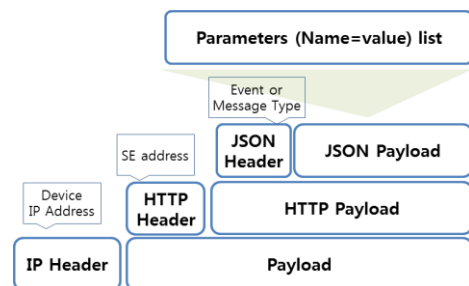 Parameters (Name=value) list
Event or
Message Type
JSON
Header
JSON Payload
SE address
HTTP
Header
HTTP Payload
Device
IP Address
IP Header
Payload